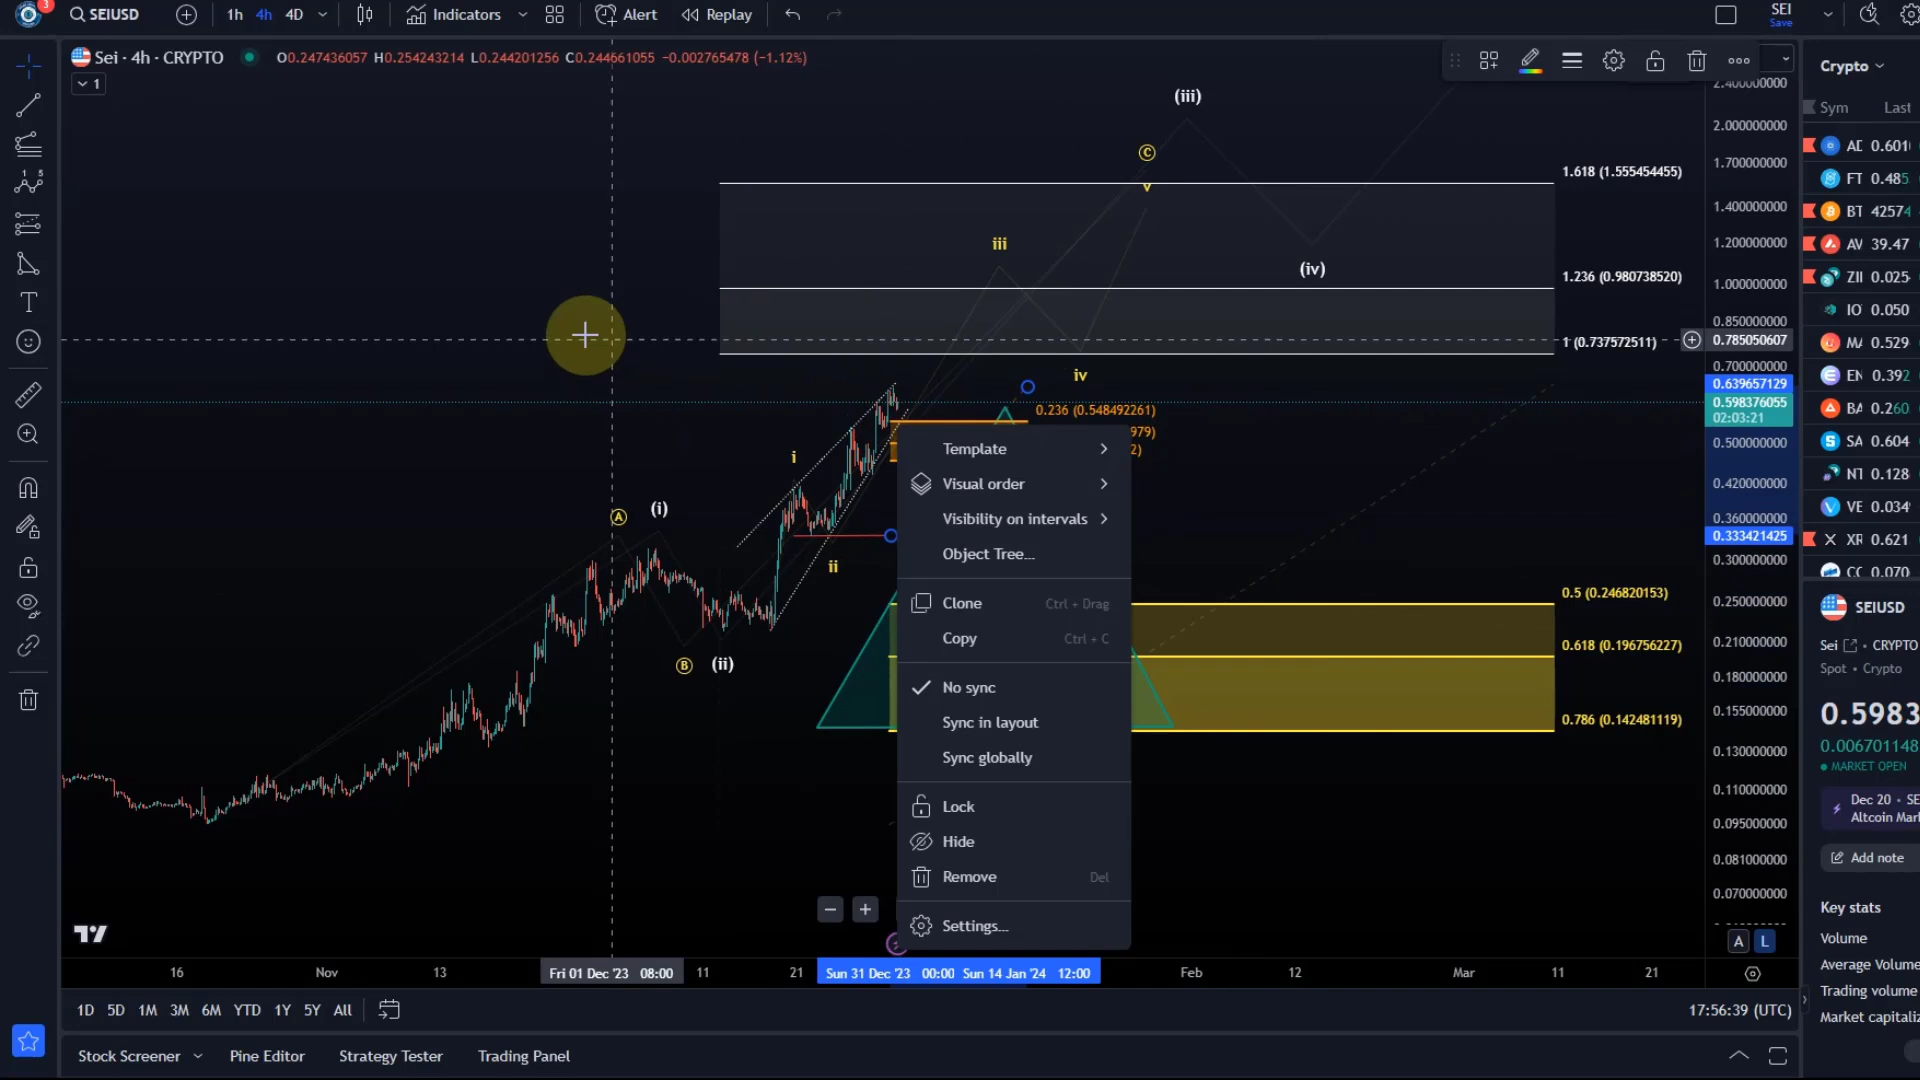 3
SEIUSD
1h 4h 4D
Indicators
Alert
Replay
SEI
Save
Sei · 4h · CRYPTO
O0.247436057 H0.254243214 L0.244201256 C0.244661055 −0.002765478 (−1.12%)
1
Crypto
Sym Last
2.400000000
2.000000000
1.700000000
1.400000000
1.200000000
1.000000000
0.850000000
0.785050607
0.700000000
0.639657129
0.598376055
02:03:21
0.500000000
0.420000000
0.360000000
0.333421425
0.300000000
0.250000000
0.210000000
0.180000000
0.155000000
0.130000000
0.110000000
0.095000000
0.081000000
0.070000000
(iii)
C
v
1.618 (1.555454455)
iii
(iv)
1.236 (0.980738520)
1 (0.737572511)
iv
0.236 (0.548492261)
979)
2)
i
A
(i)
ii
B
(ii)
0.5 (0.246820153)
0.618 (0.196756227)
0.786 (0.142481119)
Template
Visual order
Visibility on intervals
Object Tree...
Clone Ctrl + Drag
Copy Ctrl + C
No sync
Sync in layout
Sync globally
Lock
Hide
Remove Del
Settings...
A L
16 Nov 13 Fri 01 Dec '23 08:00 11 21 Sun 31 Dec '23 00:00 Sun 14 Jan '24 12:00 Feb 12 Mar 11 21
1D 5D 1M 3M 6M YTD 1Y 5Y All
17:56:39 (UTC)
Stock Screener
Pine Editor
Strategy Tester
Trading Panel
0.601
FT 0.485
BT 42574
39.47
ZII 0.025
IO 0.050
0.529
EN 0.392
BA 0.260
SA 0.604
0.128
VE 0.034
XR 0.621
0.070
SEIUSD
Sei CRYPTO
Spot • Crypto
0.5983
0.006701148
MARKET OPEN
Dec 20 • SE
Altcoin Mar
Add note
Key stats
Volume
Average Volume
Trading volume
Market capitaliz